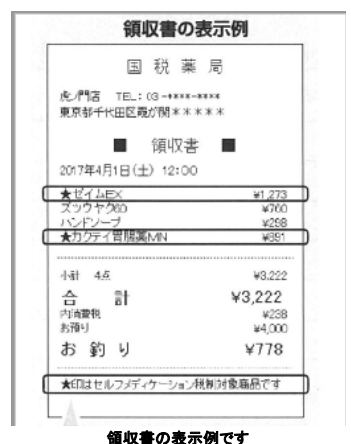 領収書の表示例
国税薬局
虎ノ門店 TEL:03-****-****
東京都千代田区霞が関*****
■ 領収書 ■
2017年4月1日(土) 12:00
★ゼイムEX ¥1,273
ズツウヤク60 ¥760
ハンドソープ ¥298
★カクテイ胃腸薬MN ¥891
小計 4点 ¥3,222
合計 ¥3,222
内消費税 ¥238
お預り ¥4,000
お釣り ¥778
★印はセルフメディケーション税制対象商品です
領収書の表示例です